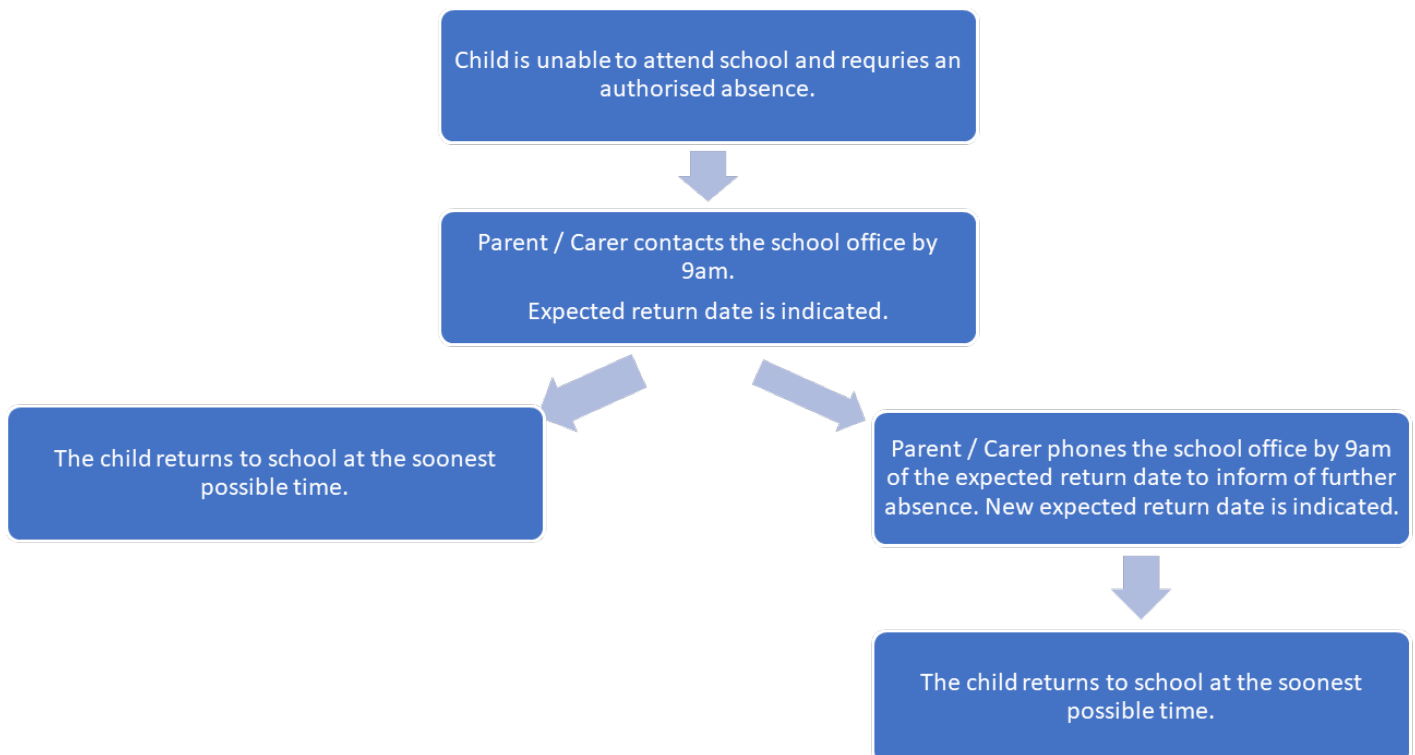 Child is unable to attend school and requries an
authorised absence.
Parent / Carer contacts the school office by
9am.
Expected return date is indicated.
The child returns to school at the soonest
possible time.
Parent / Carer phones the school office by 9am
of the expected return date to inform of further
absence. New expected return date is indicated.
The child returns to school at the soonest
possible time.